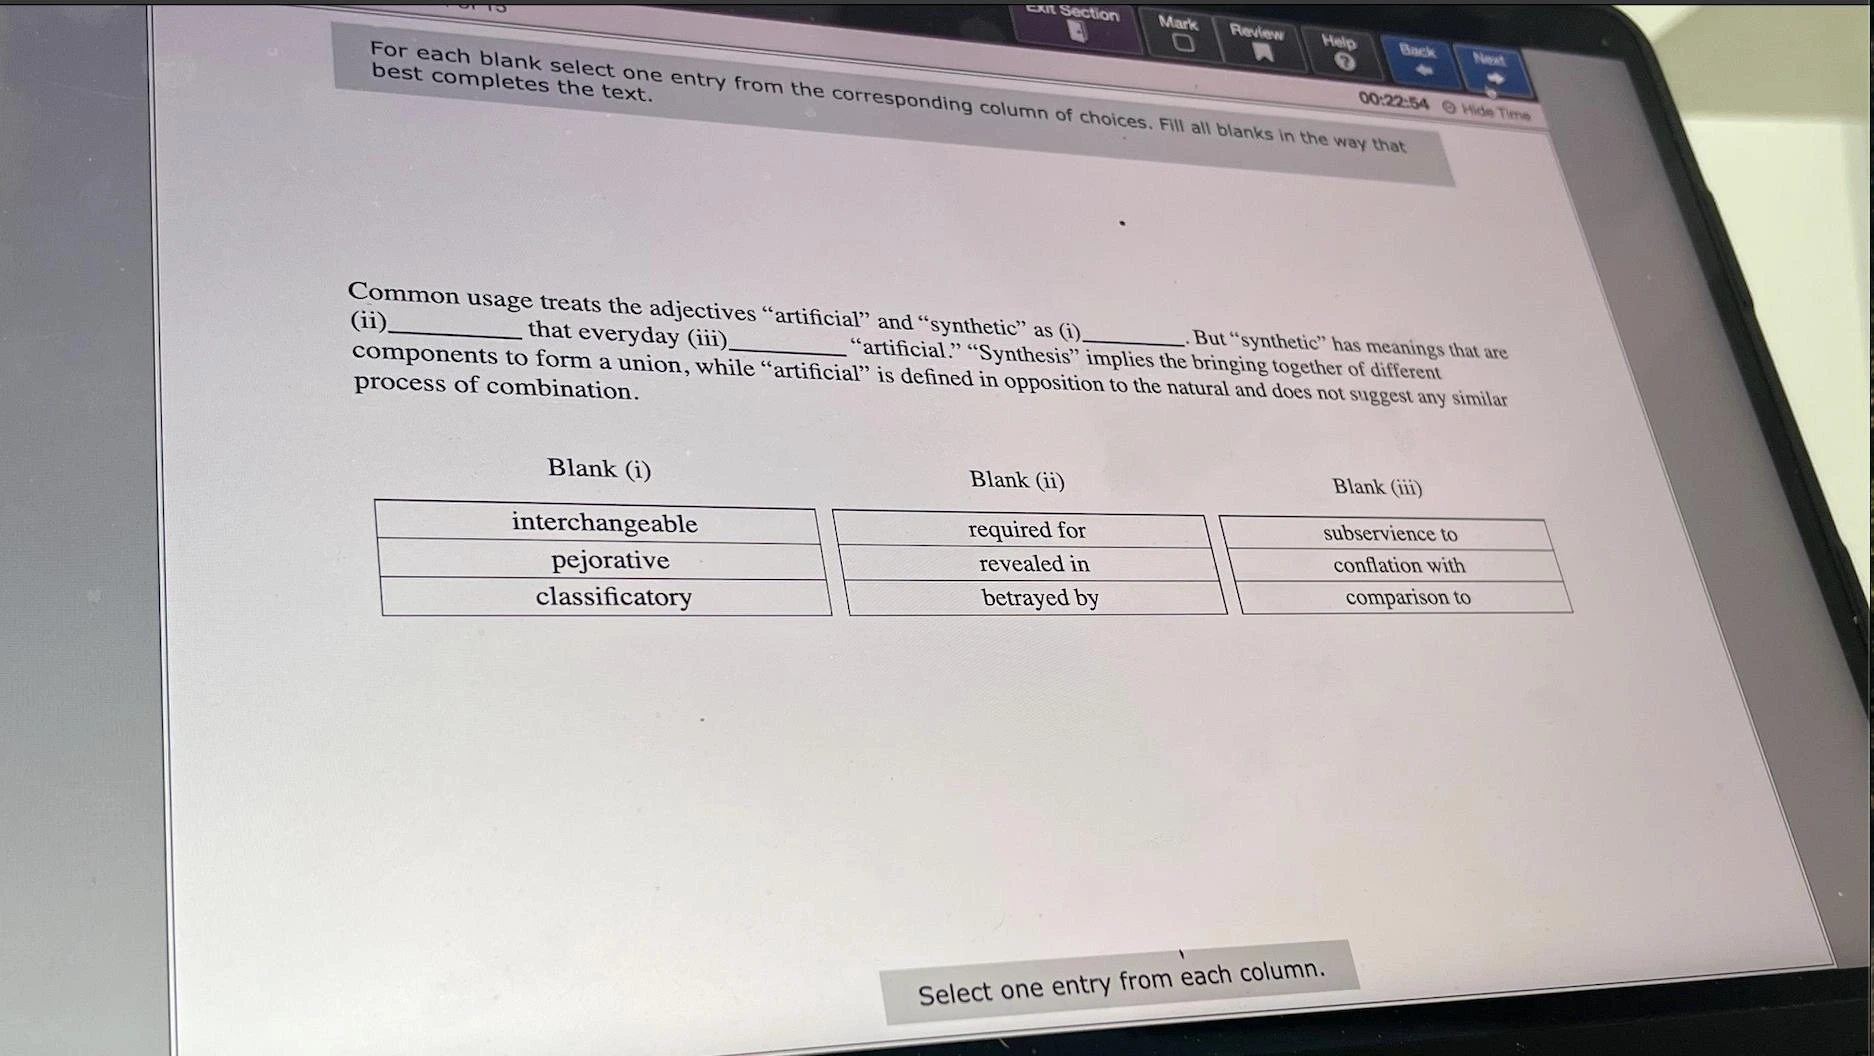 of 15
Exit Section
Mark
Review
Help
Back
Next
00:22:54 Hide Time
For each blank select one entry from the corresponding column of choices. Fill all blanks in the way that
best completes the text.
Common usage treats the adjectives “artificial” and “synthetic” as (i)__________. But “synthetic” has meanings that are
(ii)__________ that everyday (iii)__________ “artificial.” “Synthesis” implies the bringing together of different
components to form a union, while “artificial” is defined in opposition to the natural and does not suggest any similar
process of combination.
Blank (i)
Blank (ii)
Blank (iii)
interchangeable
required for
subservience to
pejorative
revealed in
conflation with
classificatory
betrayed by
comparison to
Select one entry from each column.